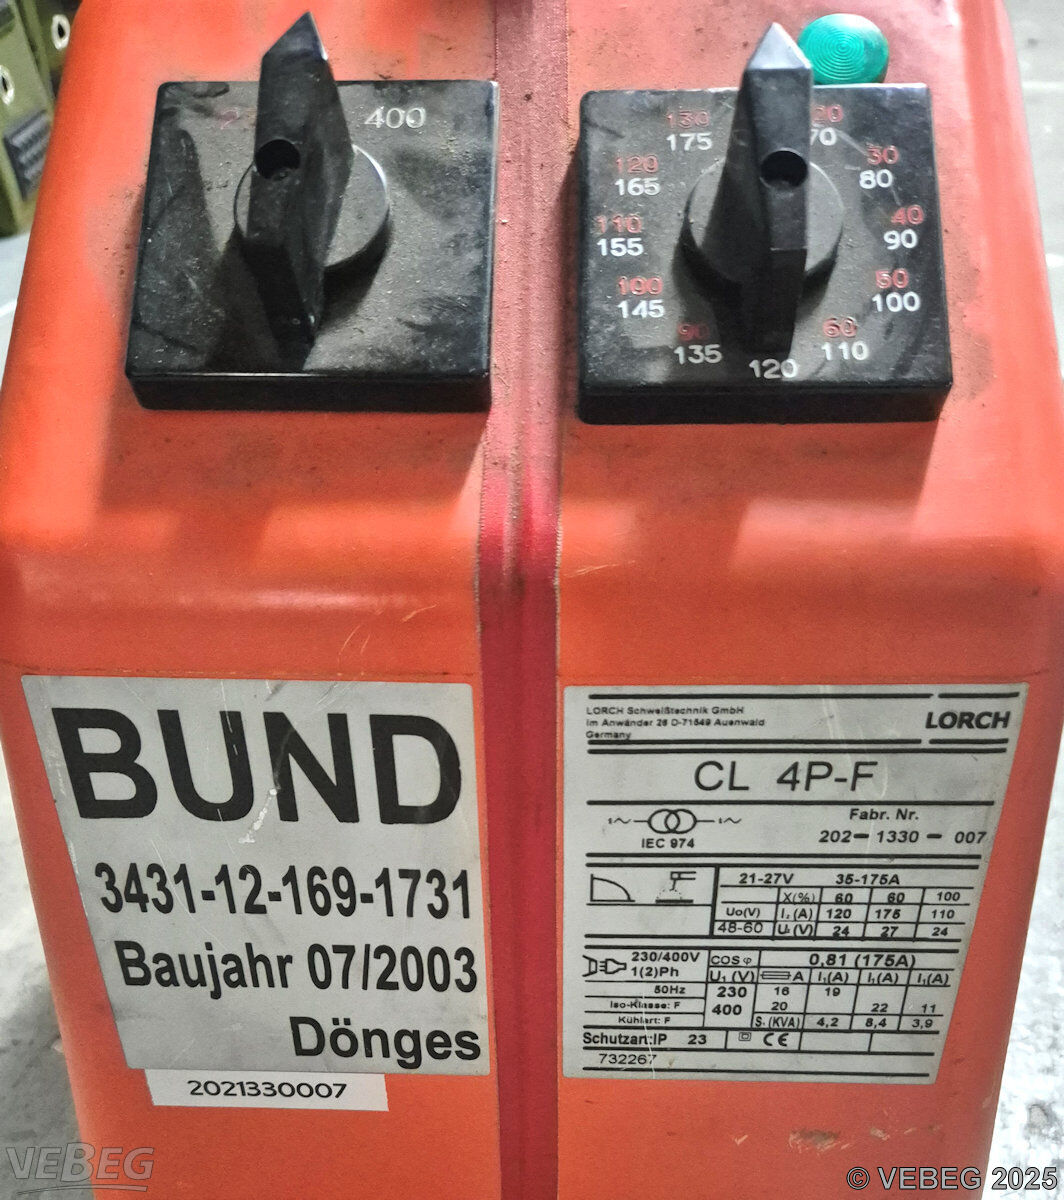 400
130
175
20
70
120
165
30
80
110
155
40
90
100
145
50
100
90
135
60
110
120
BUND
3431-12-169-1731
Baujahr 07/2003
Dönges
2021330007
LORCH Schweißtechnik GmbH
Im Anwänder 26 D-71549 Auenwald
Germany
LORCH
CL 4P-F
1~ 1~
IEC 974
Fabr. Nr.
202-1330-007
21-27V 35-175A
X(%) 60 60 100
Uo(V) I₂(A) 120 175 110
48-60 U₂(V) 24 27 24
230/400V cos φ 0,81 (175A)
1(2)Ph U₁ (V) A I₁(A) I₁(A) I₁(A)
50Hz 230 16 19
Iso-Klasse: F 400 20 22 11
Kühlart: F S₁(KVA) 4,2 8,4 3,9
Schutzart:IP 23 CE
732267
VEBEG
© VEBEG 2025